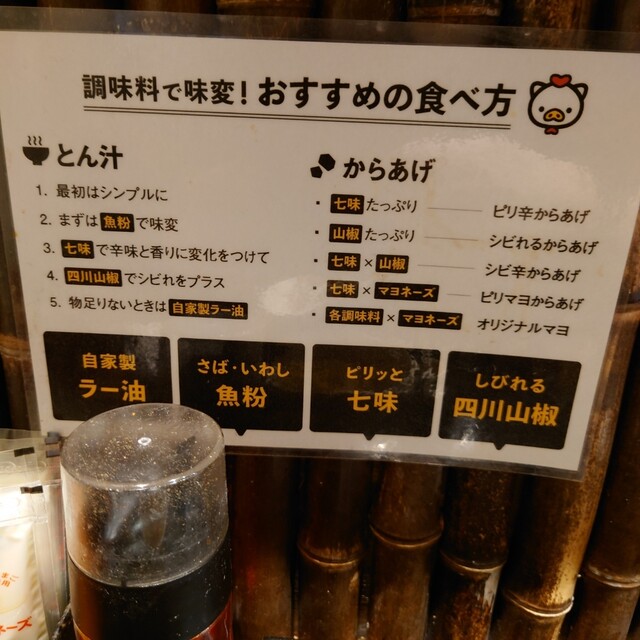 調味料で味変！おすすめの食べ方
とん汁
1. 最初はシンプルに
2. まずは 魚粉 で味変
3. 七味 で辛味と香りに変化をつけて
4. 四川山椒 でシビれをプラス
5. 物足りないときは 自家製ラー油
からあげ
・ 七味 たっぷり ピリ辛からあげ
・ 山椒 たっぷり シビれるからあげ
・ 七味 × 山椒 シビ辛からあげ
・ 七味 × マヨネーズ ピリマヨからあげ
・ 各調味料 × マヨネーズ オリジナルマヨ
自家製
ラー油
さば・いわし
魚粉
ピリッと
七味
しびれる
四川山椒
ネーズ